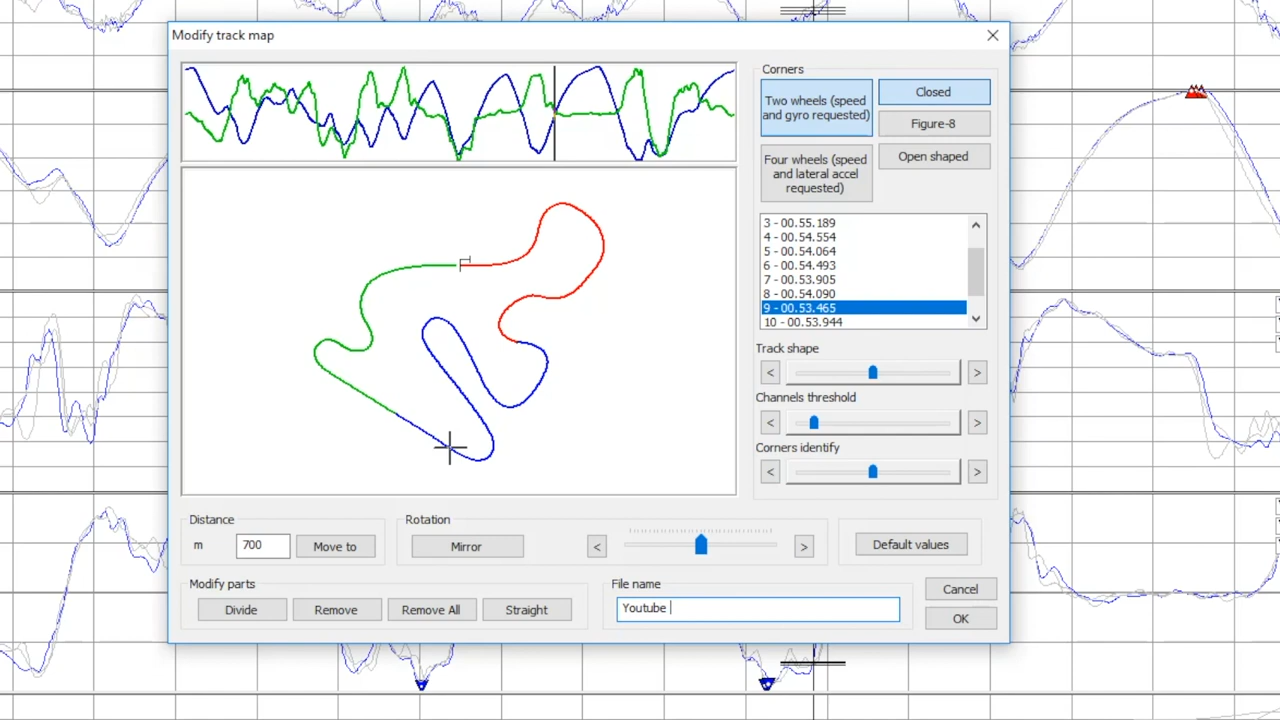 Modify track map
Corners
Two wheels (speed
and gyro requested)
Closed
Figure-8
Four wheels (speed
and lateral accel
requested)
Open shaped
3 - 00.55.189
4 - 00.54.554
5 - 00.54.064
6 - 00.54.493
7 - 00.53.905
8 - 00.54.090
9 - 00.53.465
10 - 00.53.944
Track shape
< >
Channels threshold
< >
Corners identify
< >
Distance
m 700 Move to
Rotation
Mirror < >
Default values
Modify parts
Divide Remove Remove All Straight
File name
Youtube
Cancel
OK